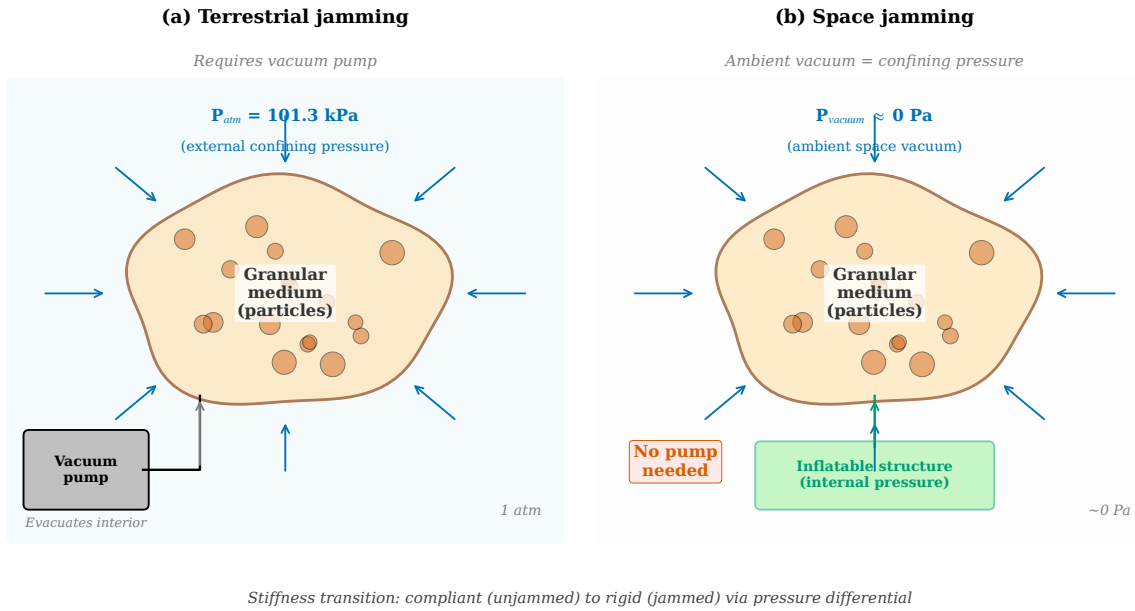 (a) Terrestrial jamming
Requires vacuum pump
P_atm = 101.3 kPa
(external confining pressure)
Granular
medium
(particles)
Vacuum
pump
Evacuates interior
1 atm
(b) Space jamming
Ambient vacuum = confining pressure
P_vacuum ≈ 0 Pa
(ambient space vacuum)
Granular
medium
(particles)
No pump
needed
Inflatable structure
(internal pressure)
~0 Pa
Stiffness transition: compliant (unjammed) to rigid (jammed) via pressure differential